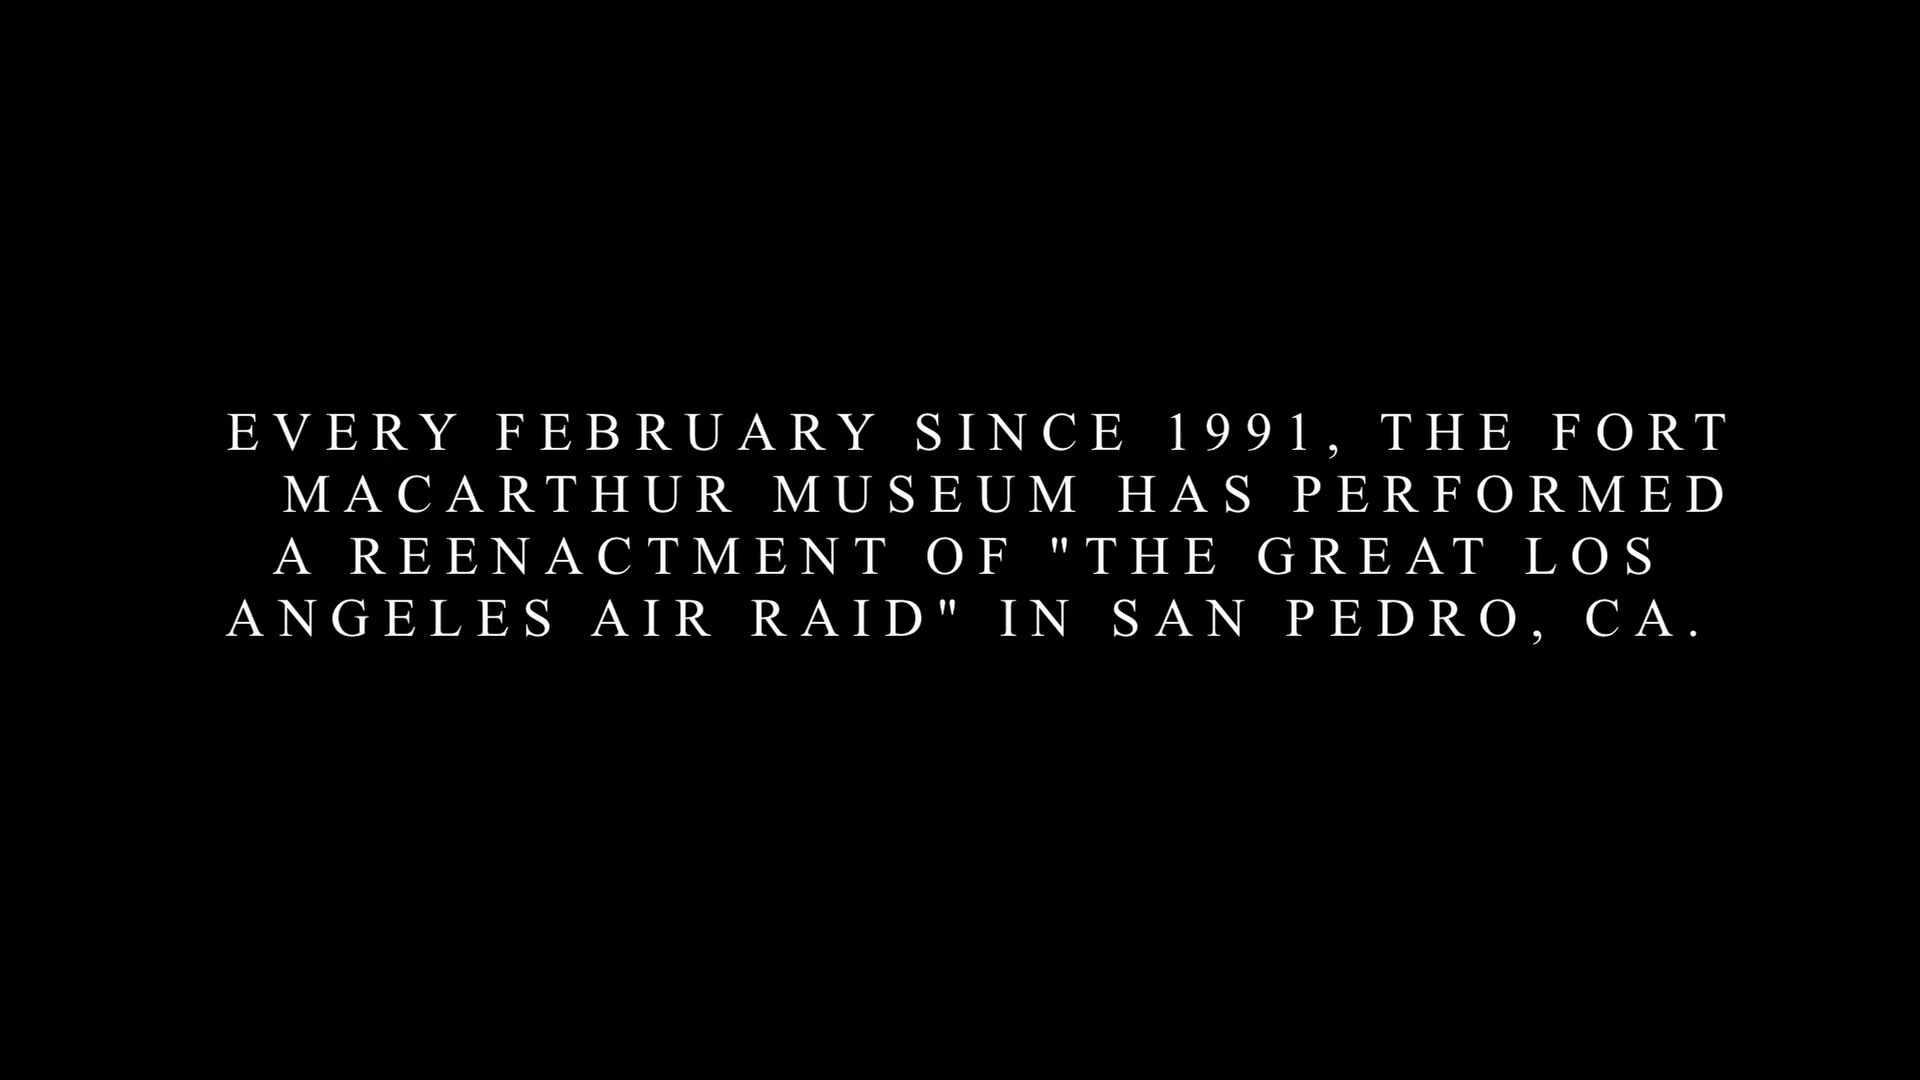 EVERY FEBRUARY SINCE 1991, THE FORT
MACARTHUR MUSEUM HAS PERFORMED
A REENACTMENT OF "THE GREAT LOS
ANGELES AIR RAID" IN SAN PEDRO, CA.